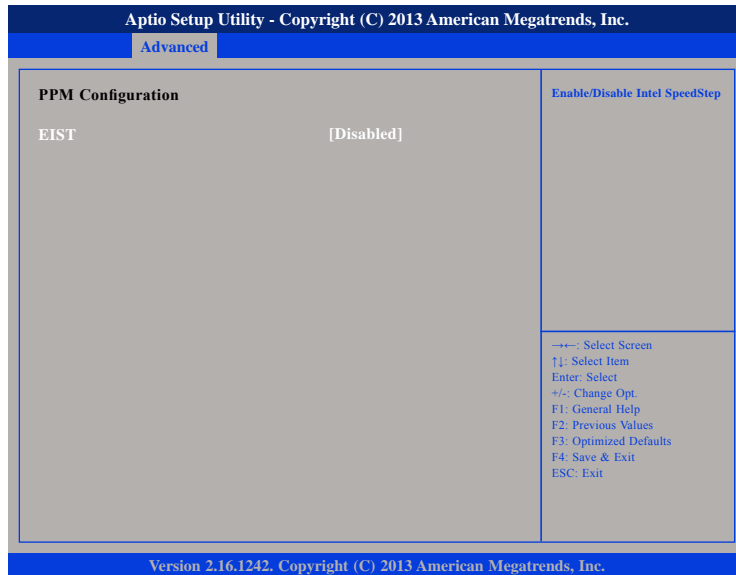 Aptio Setup Utility - Copyright (C) 2013 American Megatrends, Inc.
Advanced
PPM Configuration
EIST [Disabled]
Enable/Disable Intel SpeedStep
→←: Select Screen
↑↓: Select Item
Enter: Select
+/-: Change Opt.
F1: General Help
F2: Previous Values
F3: Optimized Defaults
F4: Save & Exit
ESC: Exit
Version 2.16.1242. Copyright (C) 2013 American Megatrends, Inc.